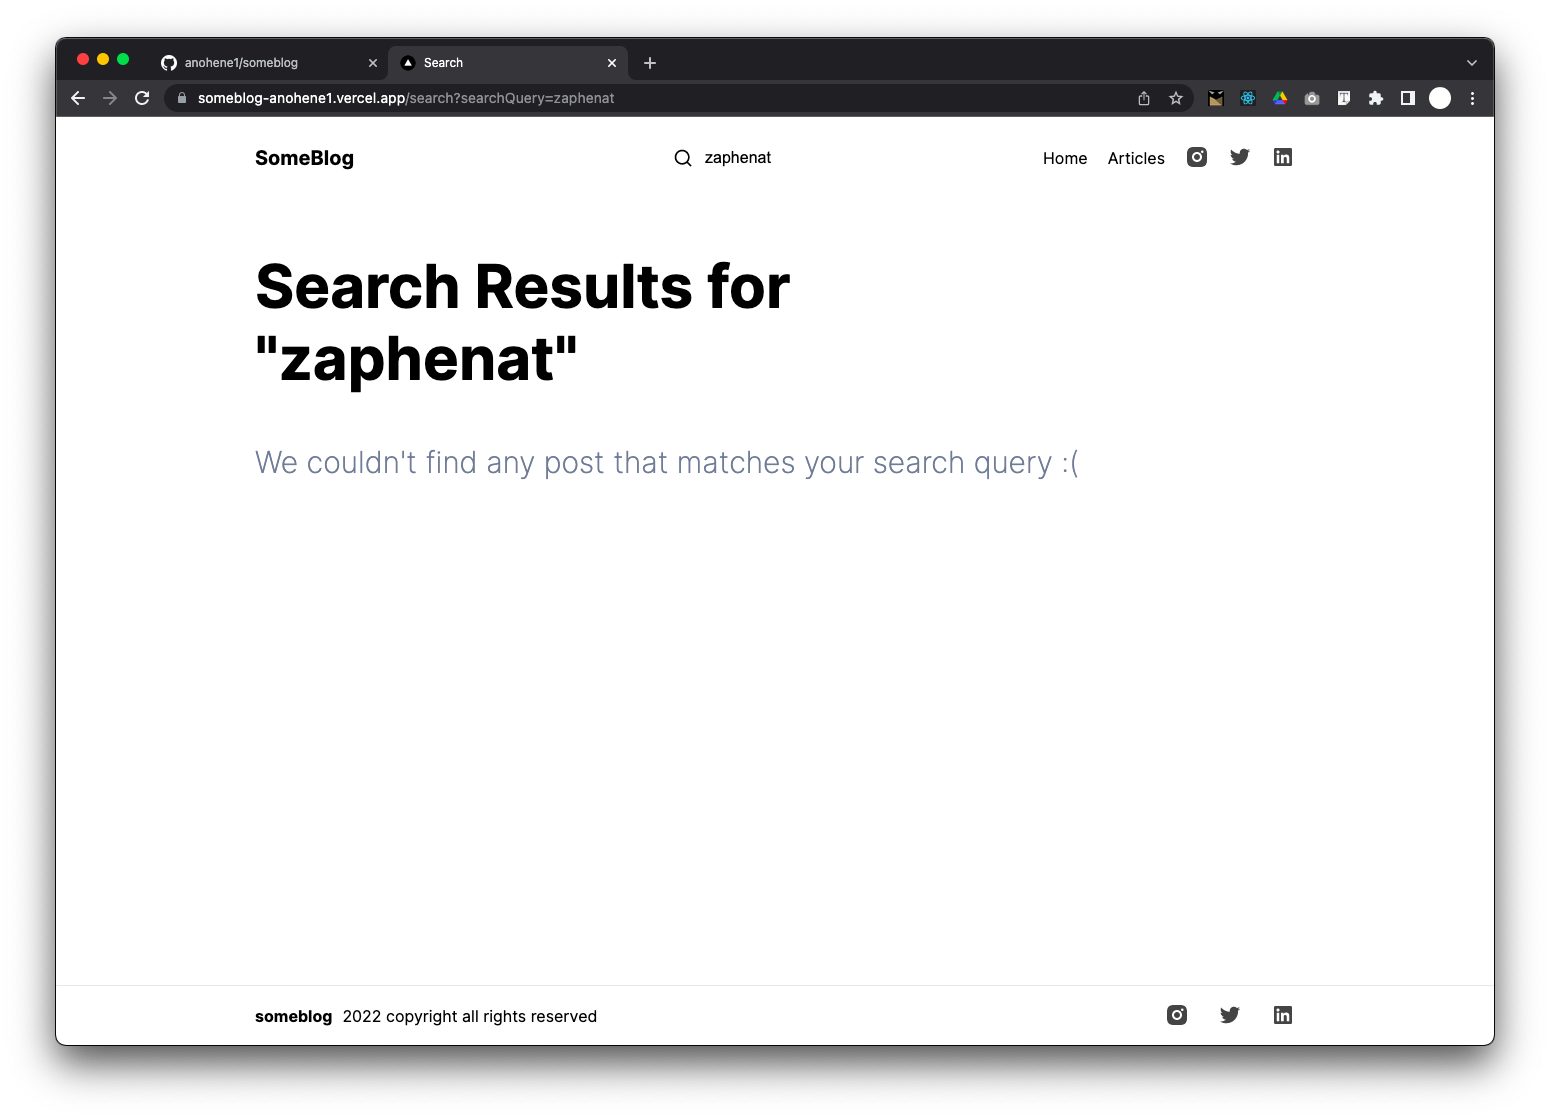 anohene1/someblog
Search
someblog-anohene1.vercel.app/search?searchQuery=zaphenat
SomeBlog
zaphenat
Home Articles
Search Results for
"zaphenat"
We couldn't find any post that matches your search query :(
someblog 2022 copyright all rights reserved